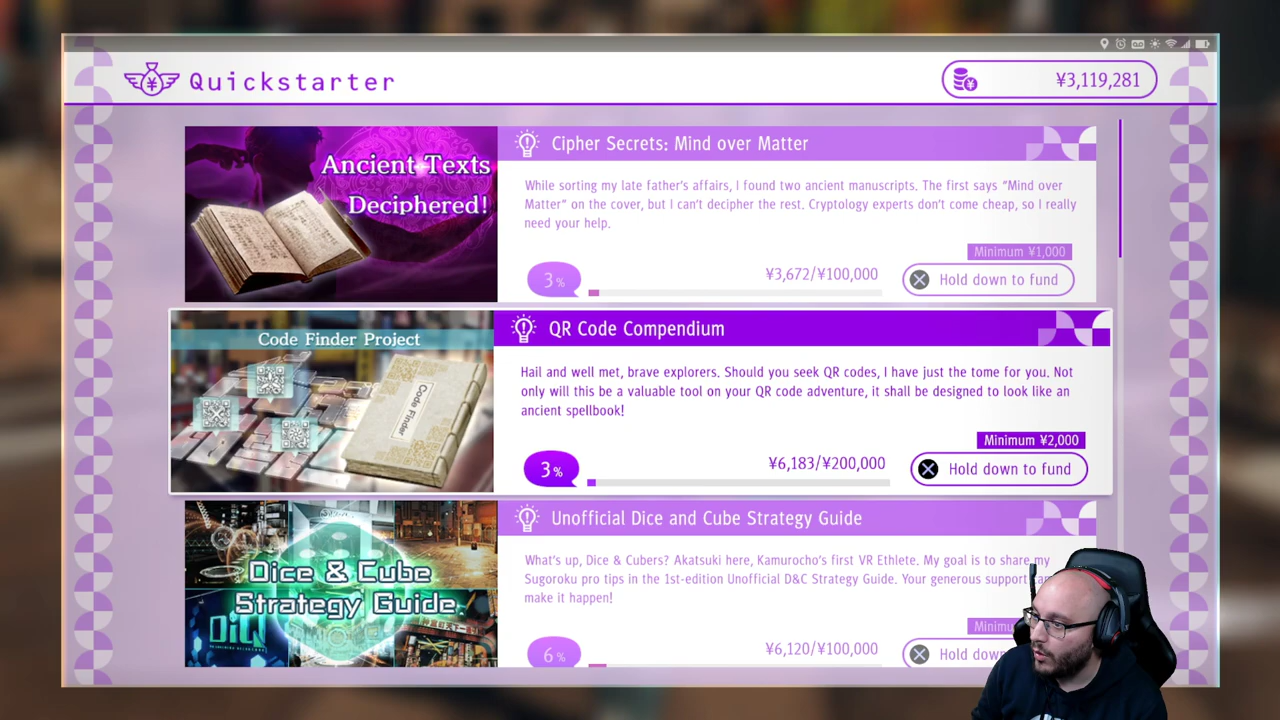 Quickstarter
¥3,119,281
Ancient Texts
Deciphered!
Cipher Secrets: Mind over Matter
While sorting my late father's affairs, I found two ancient manuscripts. The first says "Mind over
Matter" on the cover, but I can't decipher the rest. Cryptology experts don't come cheap, so I really
need your help.
Minimum ¥1,000
3%
¥3,672/¥100,000
Hold down to fund
Code Finder Project
Code Finder
QR Code Compendium
Hail and well met, brave explorers. Should you seek QR codes, I have just the tome for you. Not
only will this be a valuable tool on your QR code adventure, it shall be designed to look like an
ancient spellbook!
Minimum ¥2,000
3%
¥6,183/¥200,000
Hold down to fund
Dice & Cube
Strategy Guide
Unofficial Dice and Cube Strategy Guide
What's up, Dice & Cubers? Akatsuki here, Kamurocho's first VR Ethlete. My goal is to share my
Sugoroku pro tips in the 1st-edition Unofficial D&C Strategy Guide. Your generous support can
make it happen!
6%
¥6,120/¥100,000
Hold down